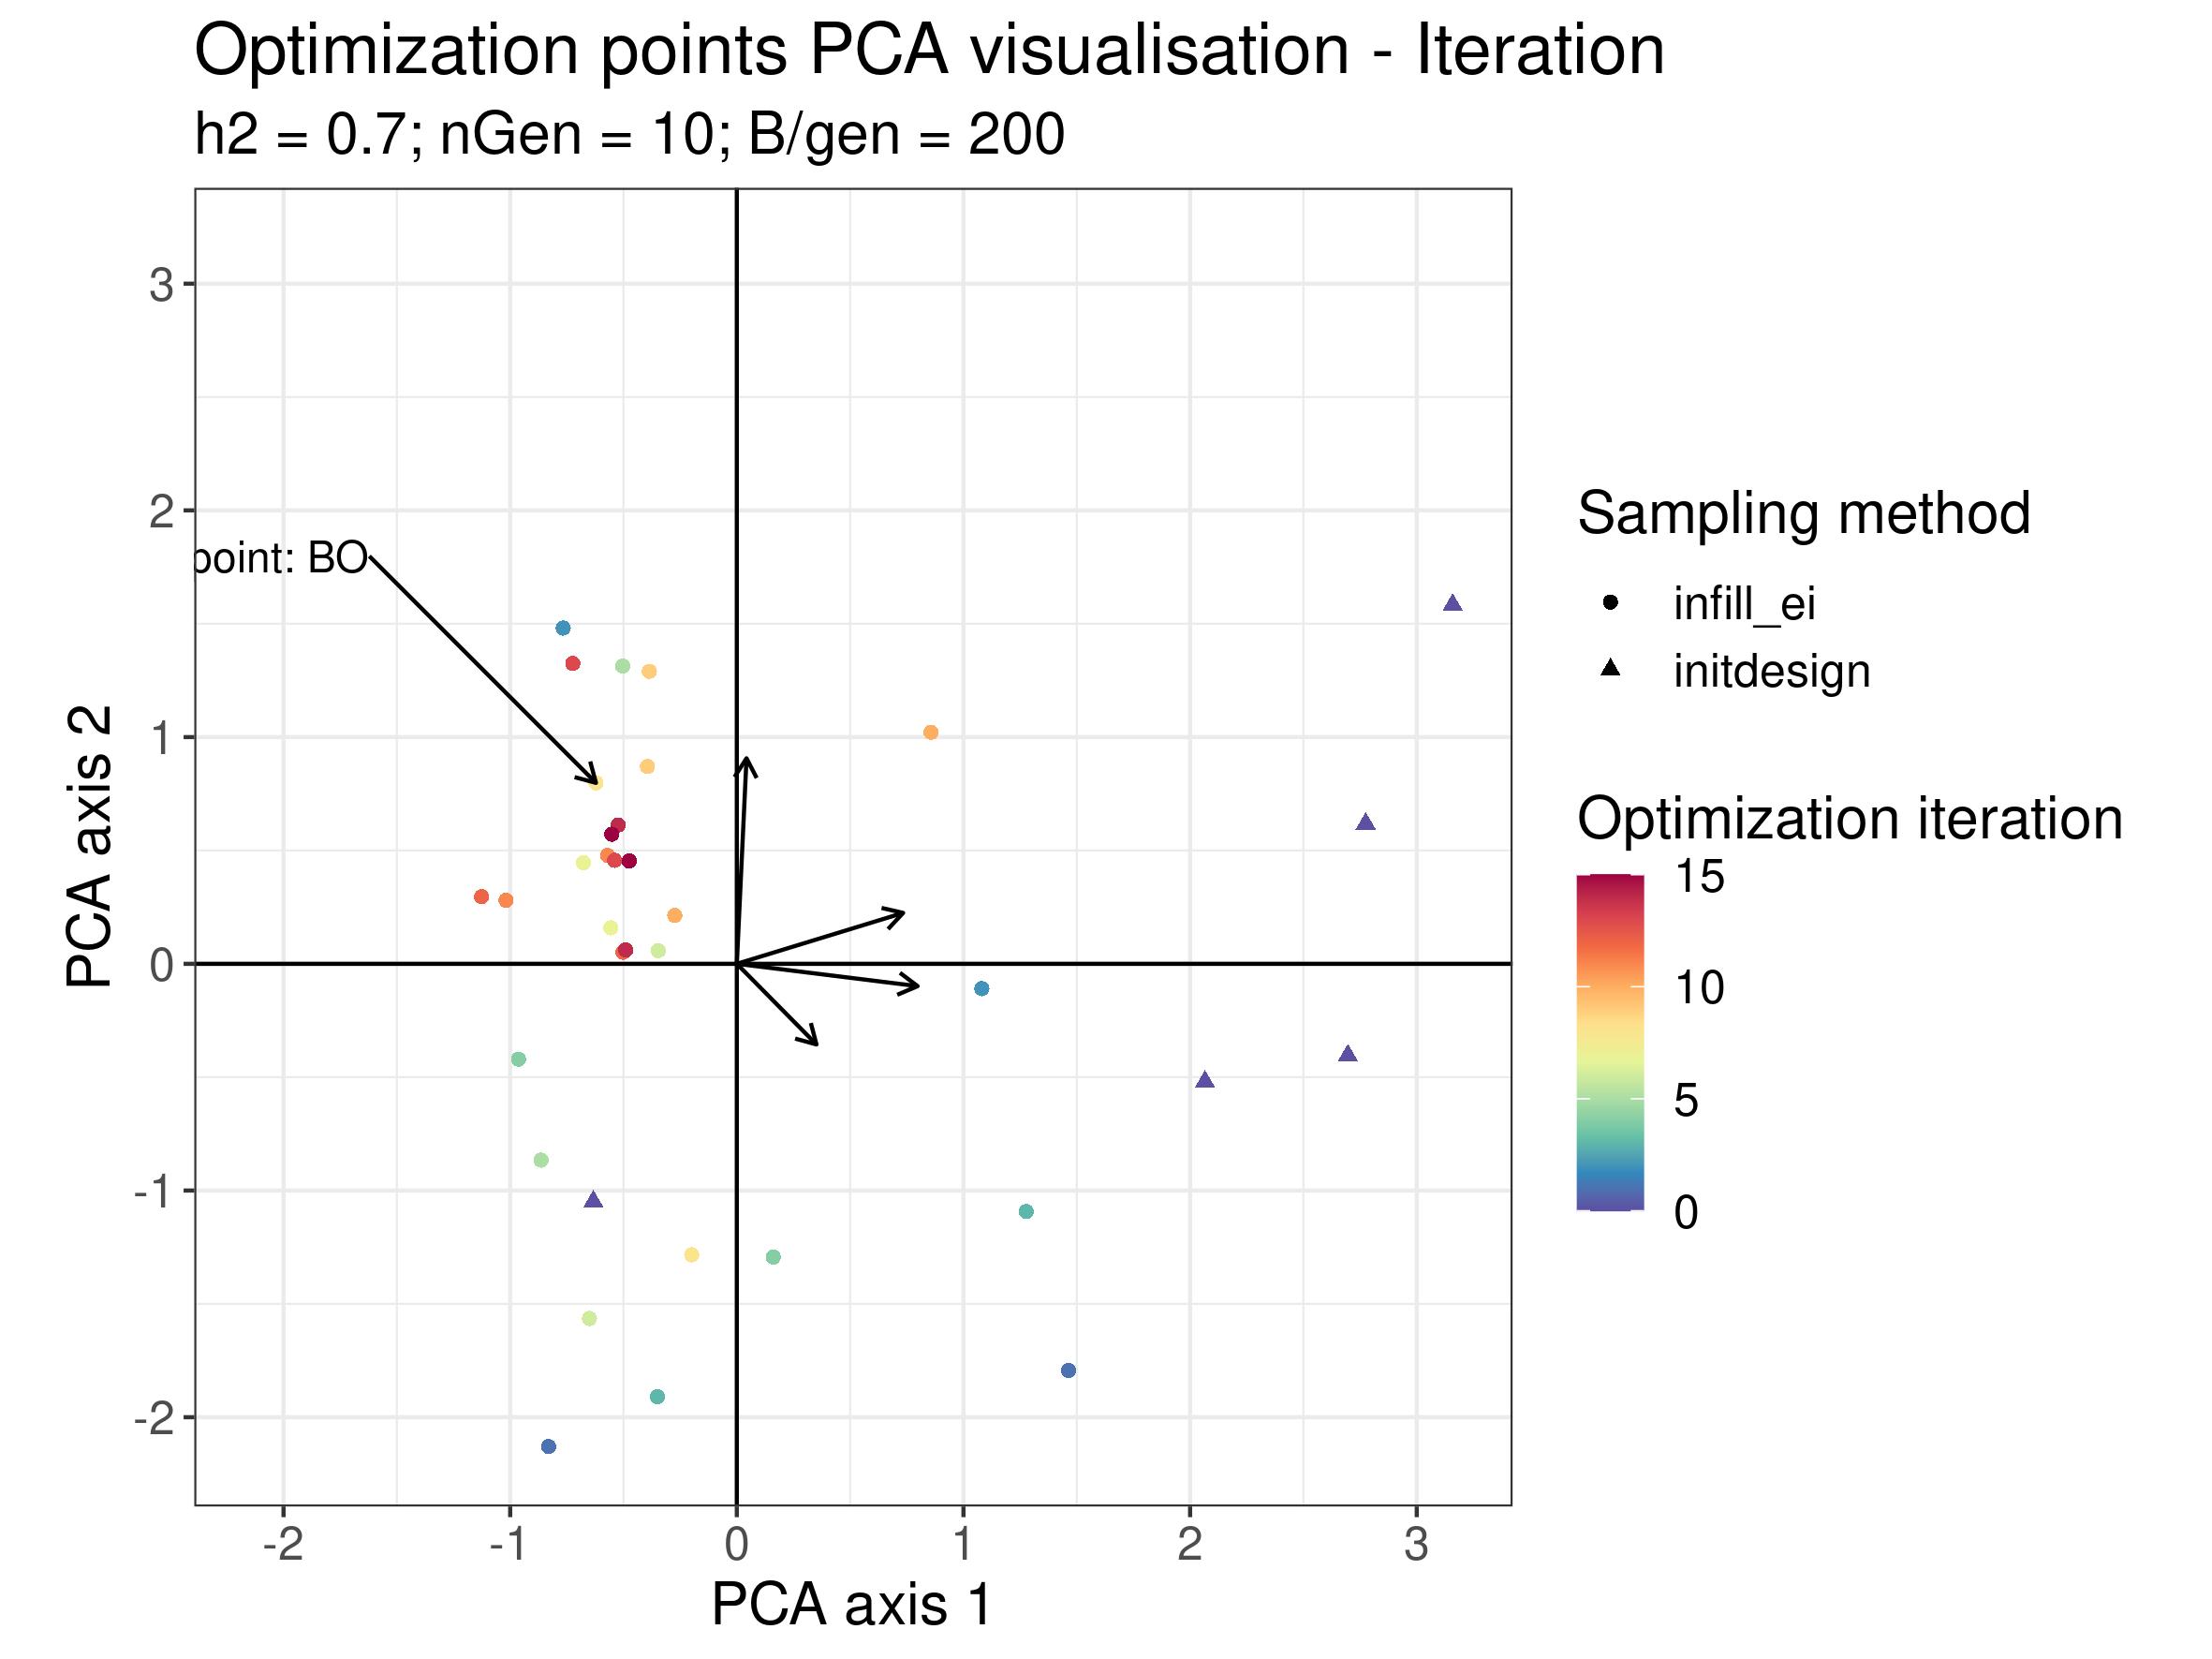 Optimization points PCA visualisation - Iteration
h2 = 0.7; nGen = 10; B/gen = 200
3
2
1
0
-1
-2
PCA axis 2
point: BO
-2
-1
0
1
2
3
PCA axis 1
Sampling method
infill_ei
initdesign
Optimization iteration
15
10
5
0